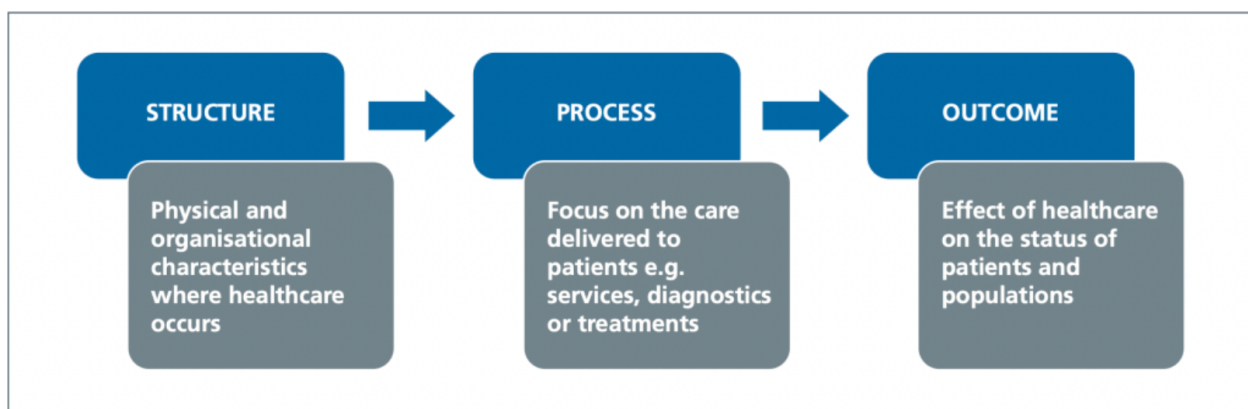 STRUCTURE
Physical and
organisational
characteristics
where healthcare
occurs
PROCESS
Focus on the care
delivered to
patients e.g.
services, diagnostics
or treatments
OUTCOME
Effect of healthcare
on the status of
patients and
populations